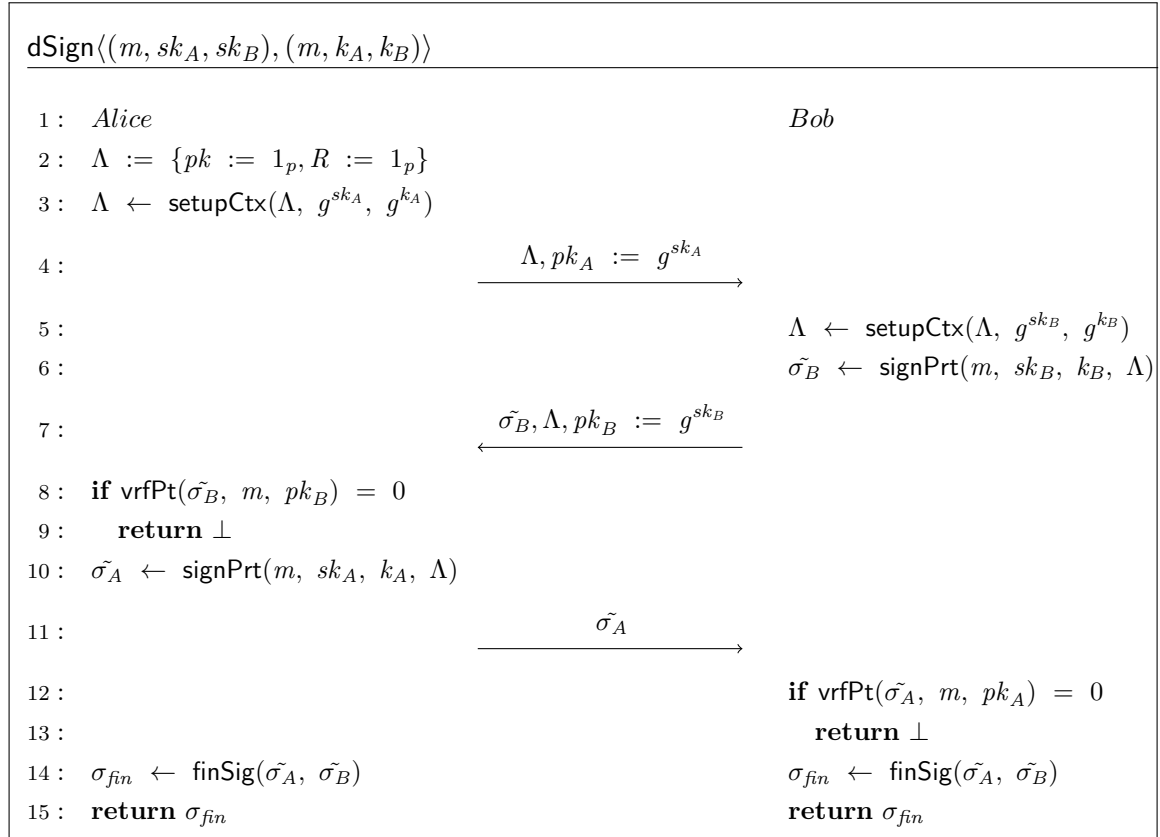 dSign⟨(m, sk_A, sk_B), (m, k_A, k_B)⟩
1 : Alice Bob
2 : Λ := {pk := 1_p, R := 1_p}
3 : Λ ← setupCtx(Λ, g^{sk_A}, g^{k_A})
4 : Λ, pk_A := g^{sk_A}
5 : Λ ← setupCtx(Λ, g^{sk_B}, g^{k_B})
6 : σ̃_B ← signPrt(m, sk_B, k_B, Λ)
7 : σ̃_B, Λ, pk_B := g^{sk_B}
8 : if vrfPt(σ̃_B, m, pk_B) = 0
9 : return ⊥
10 : σ̃_A ← signPrt(m, sk_A, k_A, Λ)
11 : σ̃_A
12 : if vrfPt(σ̃_A, m, pk_A) = 0
13 : return ⊥
14 : σ_fin ← finSig(σ̃_A, σ̃_B) σ_fin ← finSig(σ̃_A, σ̃_B)
15 : return σ_fin return σ_fin